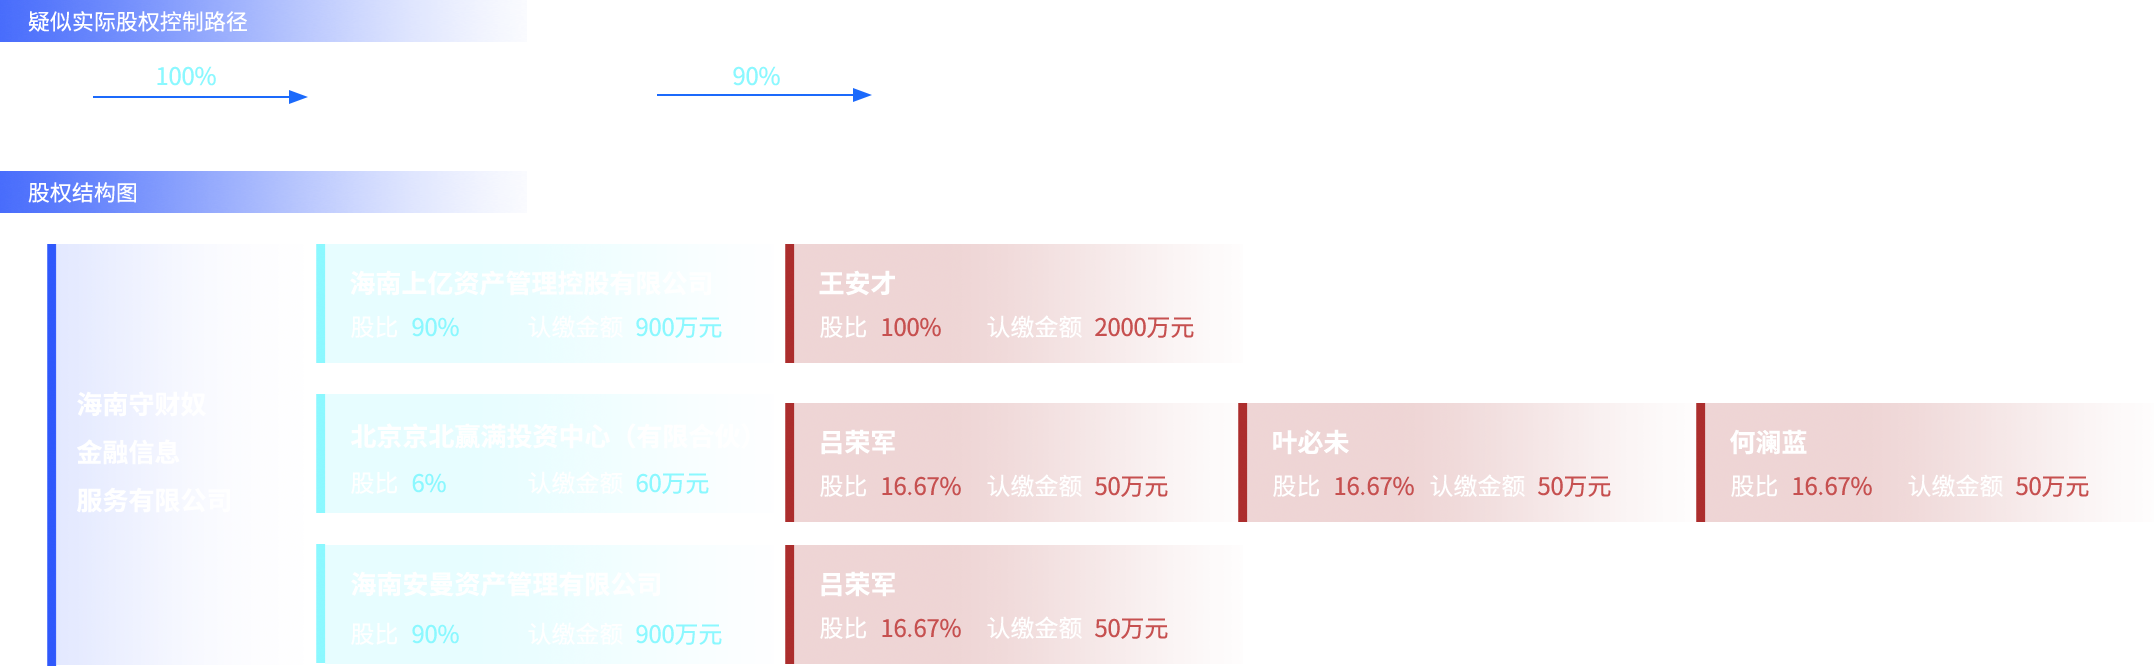 疑似实际股权控制路径
100%
90%
股权结构图
海南守财奴
金融信息
服务有限公司
海南上亿资产管理控股有限公司
股比 90% 认缴金额 900万元
王安才
股比 100% 认缴金额 2000万元
北京京北赢满投资中心（有限合伙
股比 6% 认缴金额 60万元
吕荣军
股比 16.67% 认缴金额 50万元
叶必未
股比 16.67% 认缴金额 50万元
何澜蓝
股比 16.67% 认缴金额 50万元
海南安曼资产管理有限公司
股比 90% 认缴金额 900万元
吕荣军
股比 16.67% 认缴金额 50万元